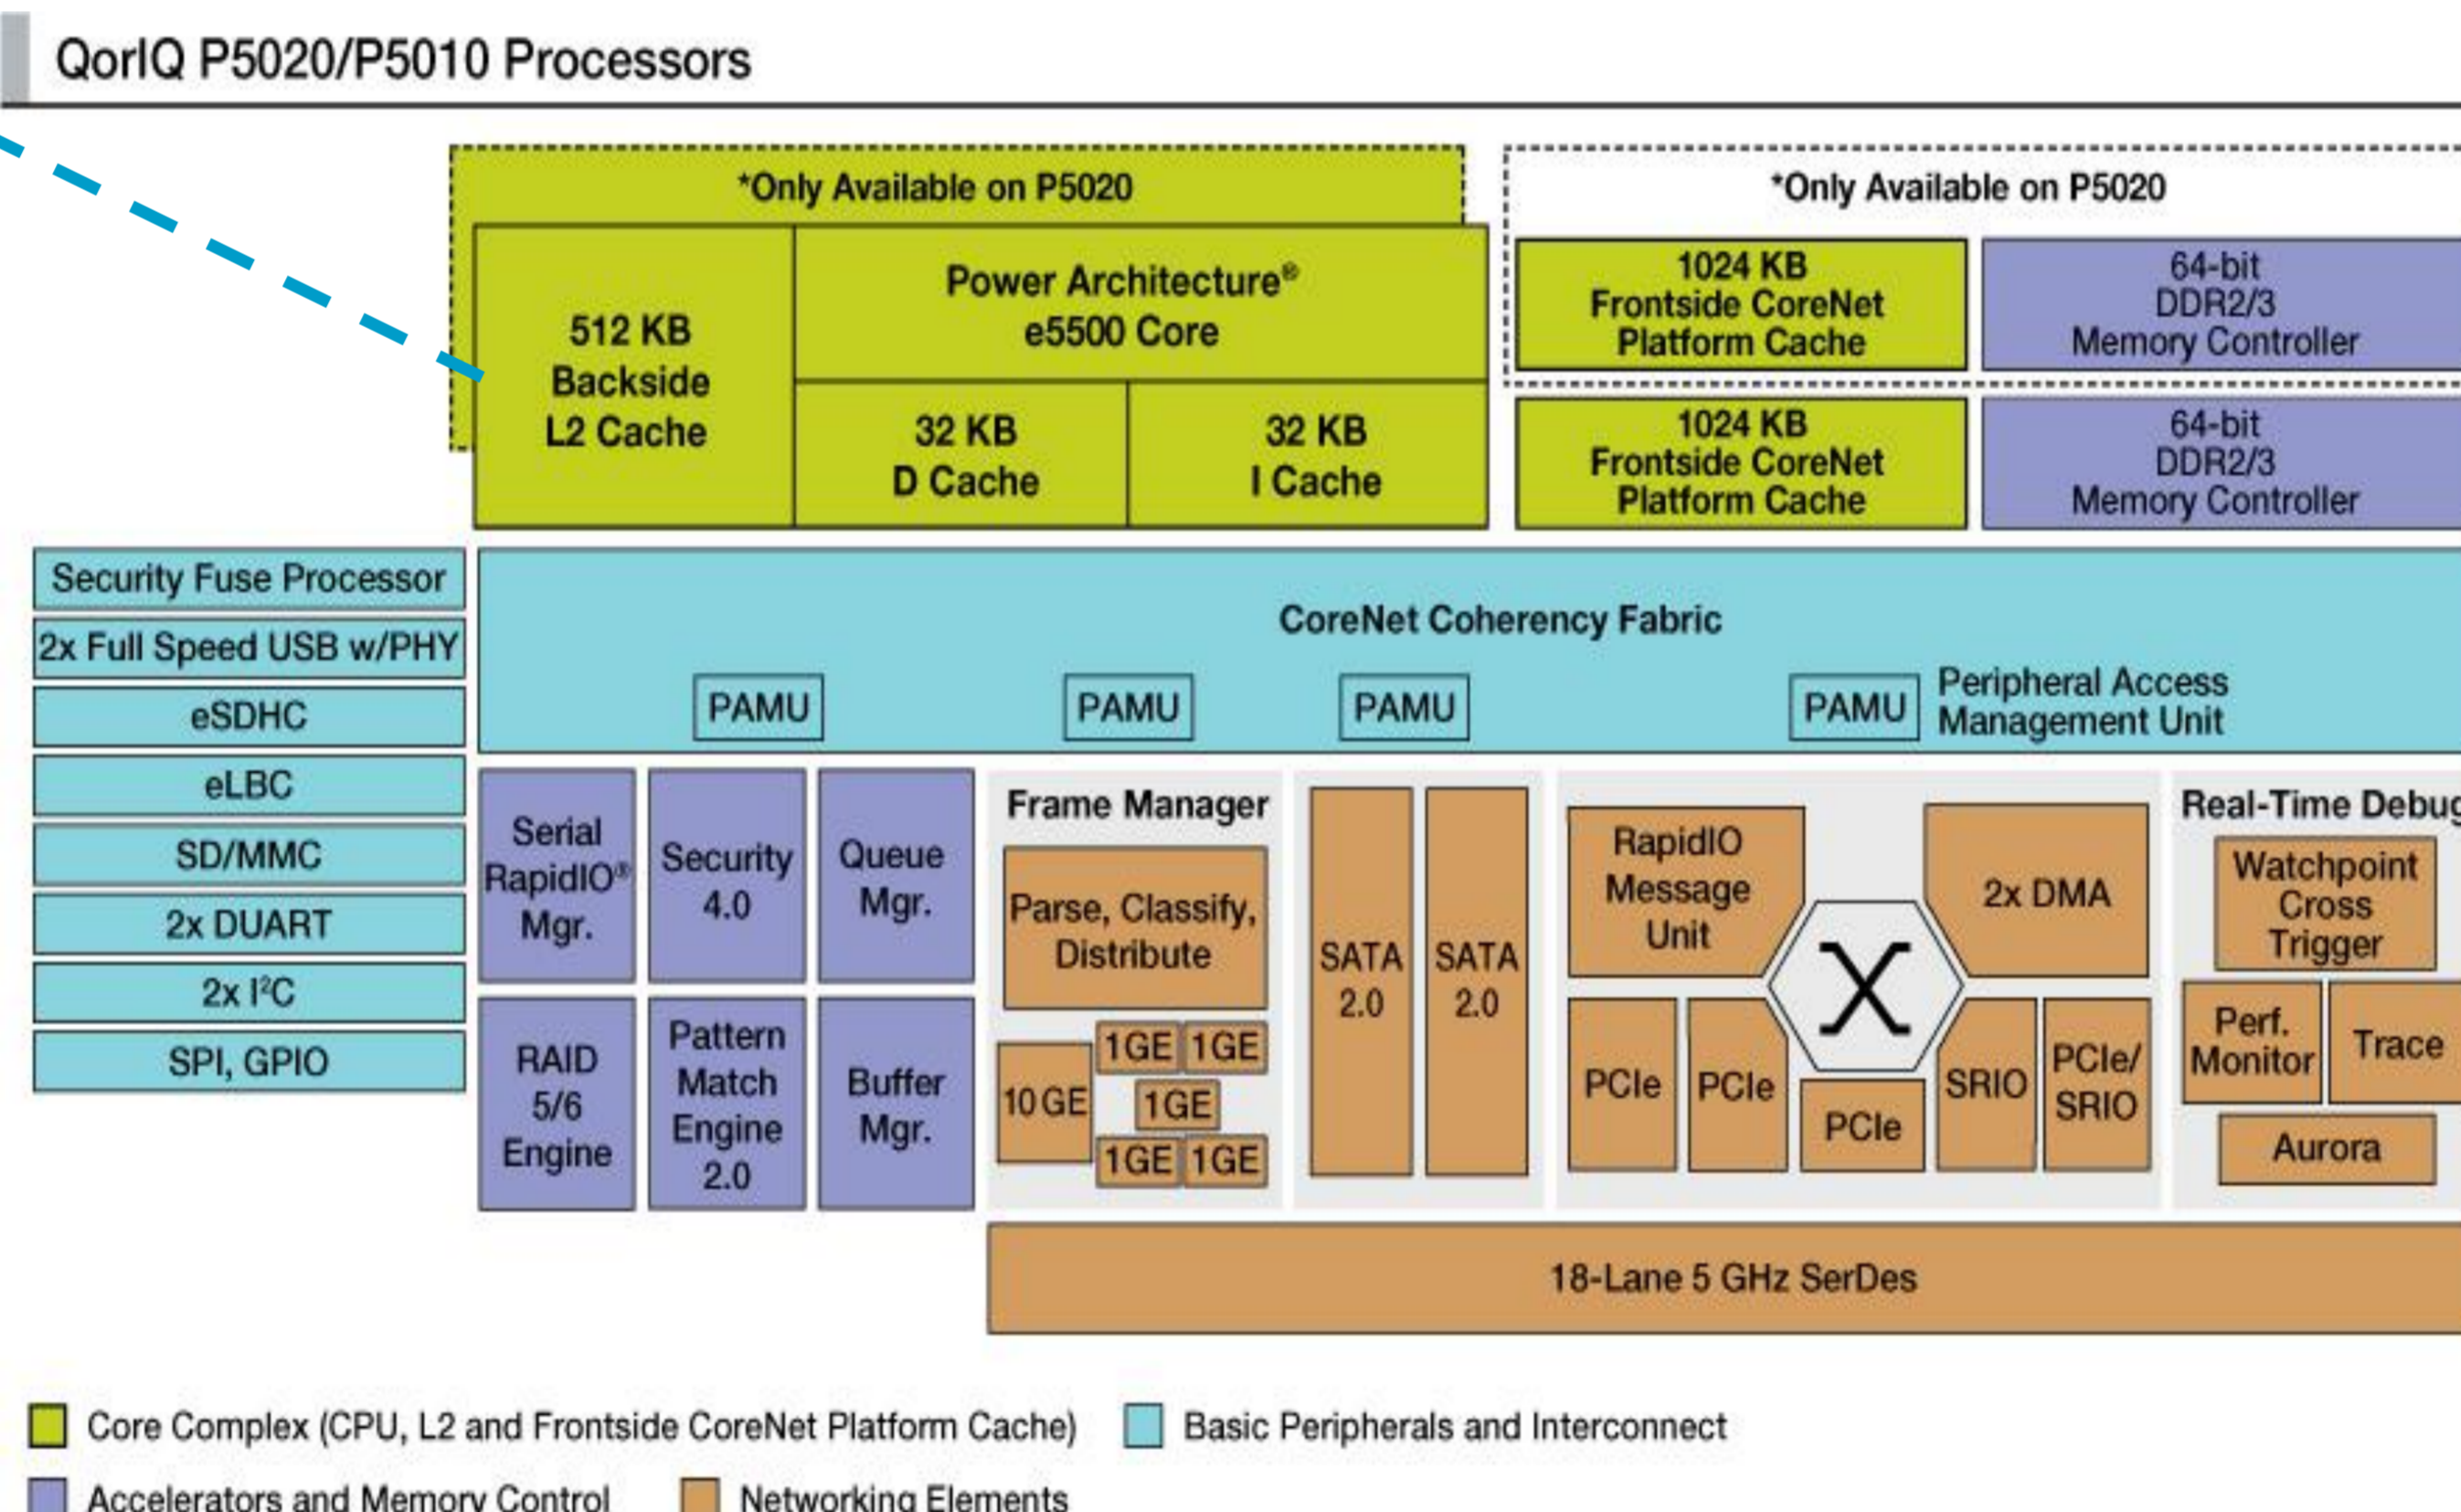 QorIQ P5020/P5010 Processors
*Only Available on P5020
512 KB
Backside
L2 Cache
Power Architecture®
e5500 Core
32 KB
D Cache
32 KB
I Cache
*Only Available on P5020
1024 KB
Frontside CoreNet
Platform Cache
64-bit
DDR2/3
Memory Controller
1024 KB
Frontside CoreNet
Platform Cache
64-bit
DDR2/3
Memory Controller
Security Fuse Processor
2x Full Speed USB w/PHY
eSDHC
eLBC
SD/MMC
2x DUART
2x I²C
SPI, GPIO
CoreNet Coherency Fabric
PAMU
PAMU
PAMU
PAMU
Peripheral Access
Management Unit
Serial
RapidIO®
Mgr.
Security
4.0
Queue
Mgr.
RAID
5/6
Engine
Pattern
Match
Engine
2.0
Buffer
Mgr.
Frame Manager
Parse, Classify,
Distribute
10 GE
1GE 1GE
1GE
1GE 1GE
SATA
2.0
SATA
2.0
RapidIO
Message
Unit
2x DMA
PCIe
PCIe
PCIe
SRIO
PCIe/
SRIO
Real-Time Debug
Watchpoint
Cross
Trigger
Perf.
Monitor
Trace
Aurora
18-Lane 5 GHz SerDes
Core Complex (CPU, L2 and Frontside CoreNet Platform Cache)
Basic Peripherals and Interconnect
Accelerators and Memory Control
Networking Elements